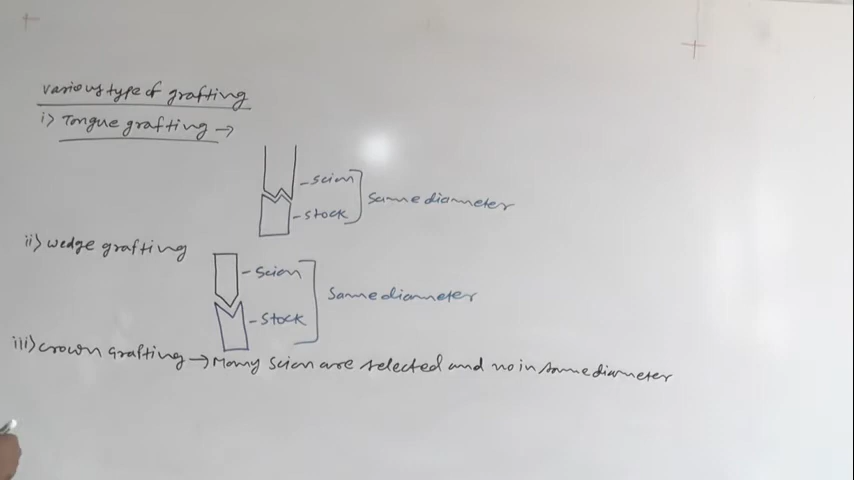 various type of grafting
i) Tongue grafting →
- scion
same diameter
- stock
ii) wedge grafting
- scion
same diameter
- stock
iii) crown grafting → Many scion are selected and no in same diameter